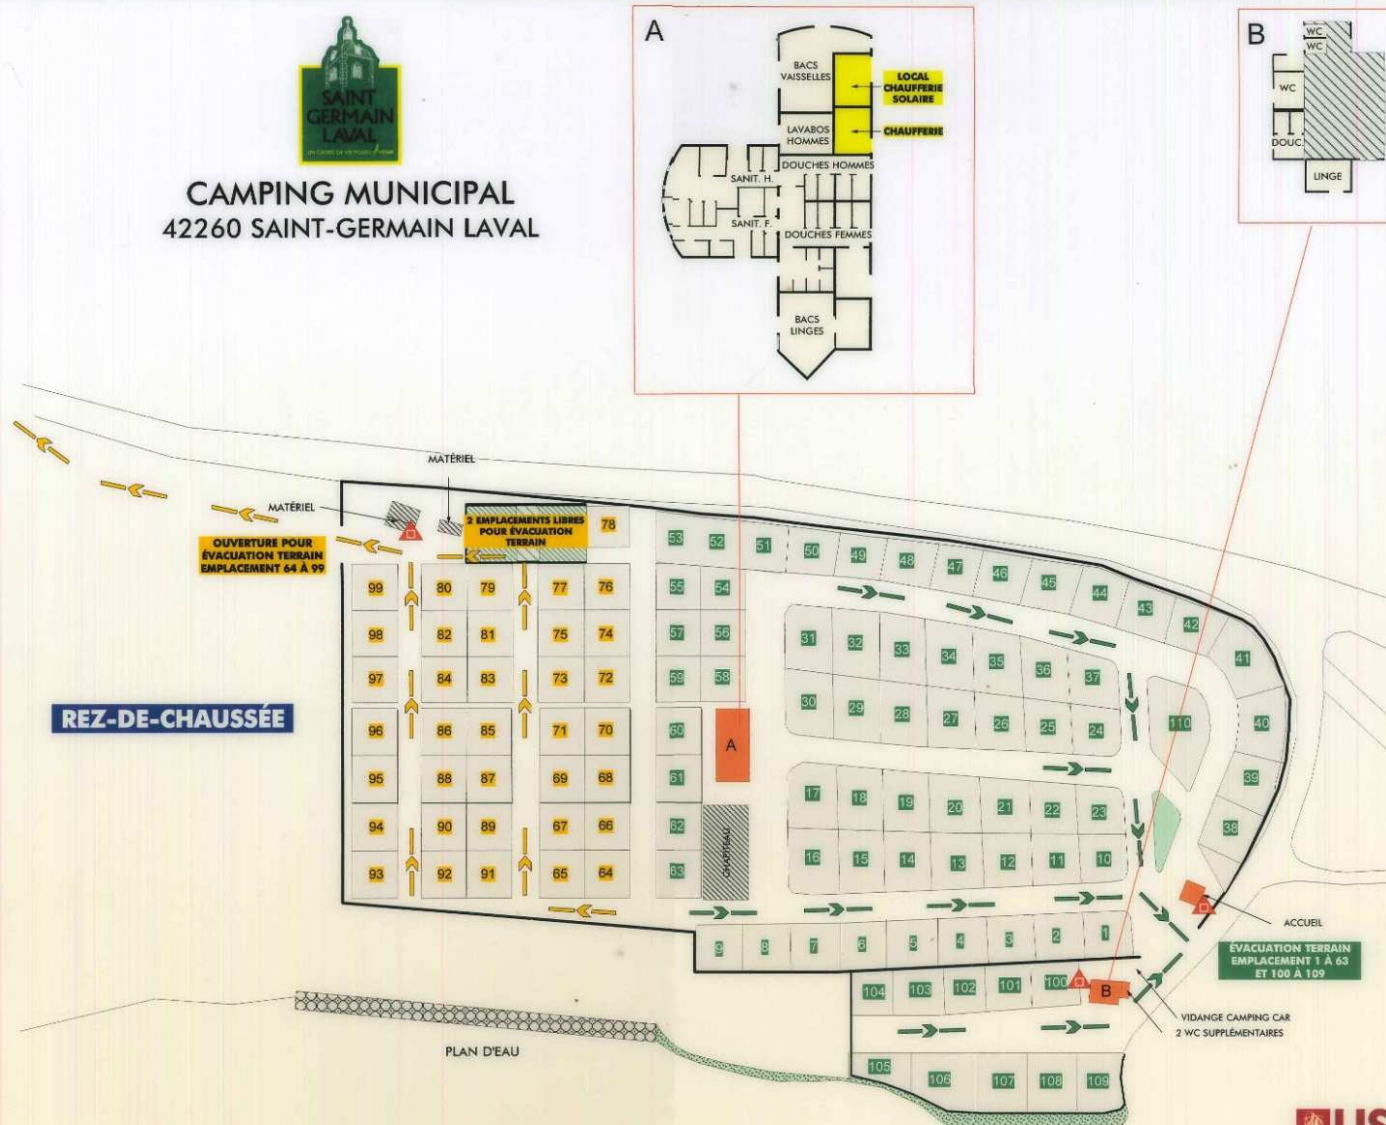 SAINT
GERMAIN
LAVAL
CAMPING MUNICIPAL
42260 SAINT-GERMAIN LAVAL
A
BACS
VAISSELLES
LOCAL
CHAUFFERIE
SOLAIRE
LAVABOS
HOMMES
CHAUFFERIE
DOUCHES HOMMES
SANIT. H.
SANIT. F.
DOUCHES FEMMES
BACS
LINGES
B
WC
WC
WC
DOUC.
LINGE
MATÉRIEL
MATÉRIEL
2 EMPLACEMENTS LIBRES
POUR ÉVACUATION
TERRAIN
OUVERTURE POUR
ÉVACUATION TERRAIN
EMPLACEMENT 64 À 99
78
53 52 51 50 49 48 47 46 45 44 43 42 41 40 39 38
99 80 79 77 76 55 54
98 82 81 75 74 57 56
97 84 83 73 72 59 58
96 86 85 71 70 60
95 88 87 69 68 61
94 90 89 67 66 62
93 92 91 65 64 63
31 32 33 34 35 36 37
30 29 28 27 26 25 24
110
17 18 19 20 21 22 23
16 15 14 13 12 11 10
9 8 7 6 5 4 3 2 1
104 103 102 101 100
105 106 107 108 109
A
CHAPITEAU
B
REZ-DE-CHAUSSÉE
ACCUEIL
ÉVACUATION TERRAIN
EMPLACEMENT 1 À 63
ET 100 À 109
VIDANGE CAMPING CAR
2 WC SUPPLÉMENTAIRES
PLAN D'EAU